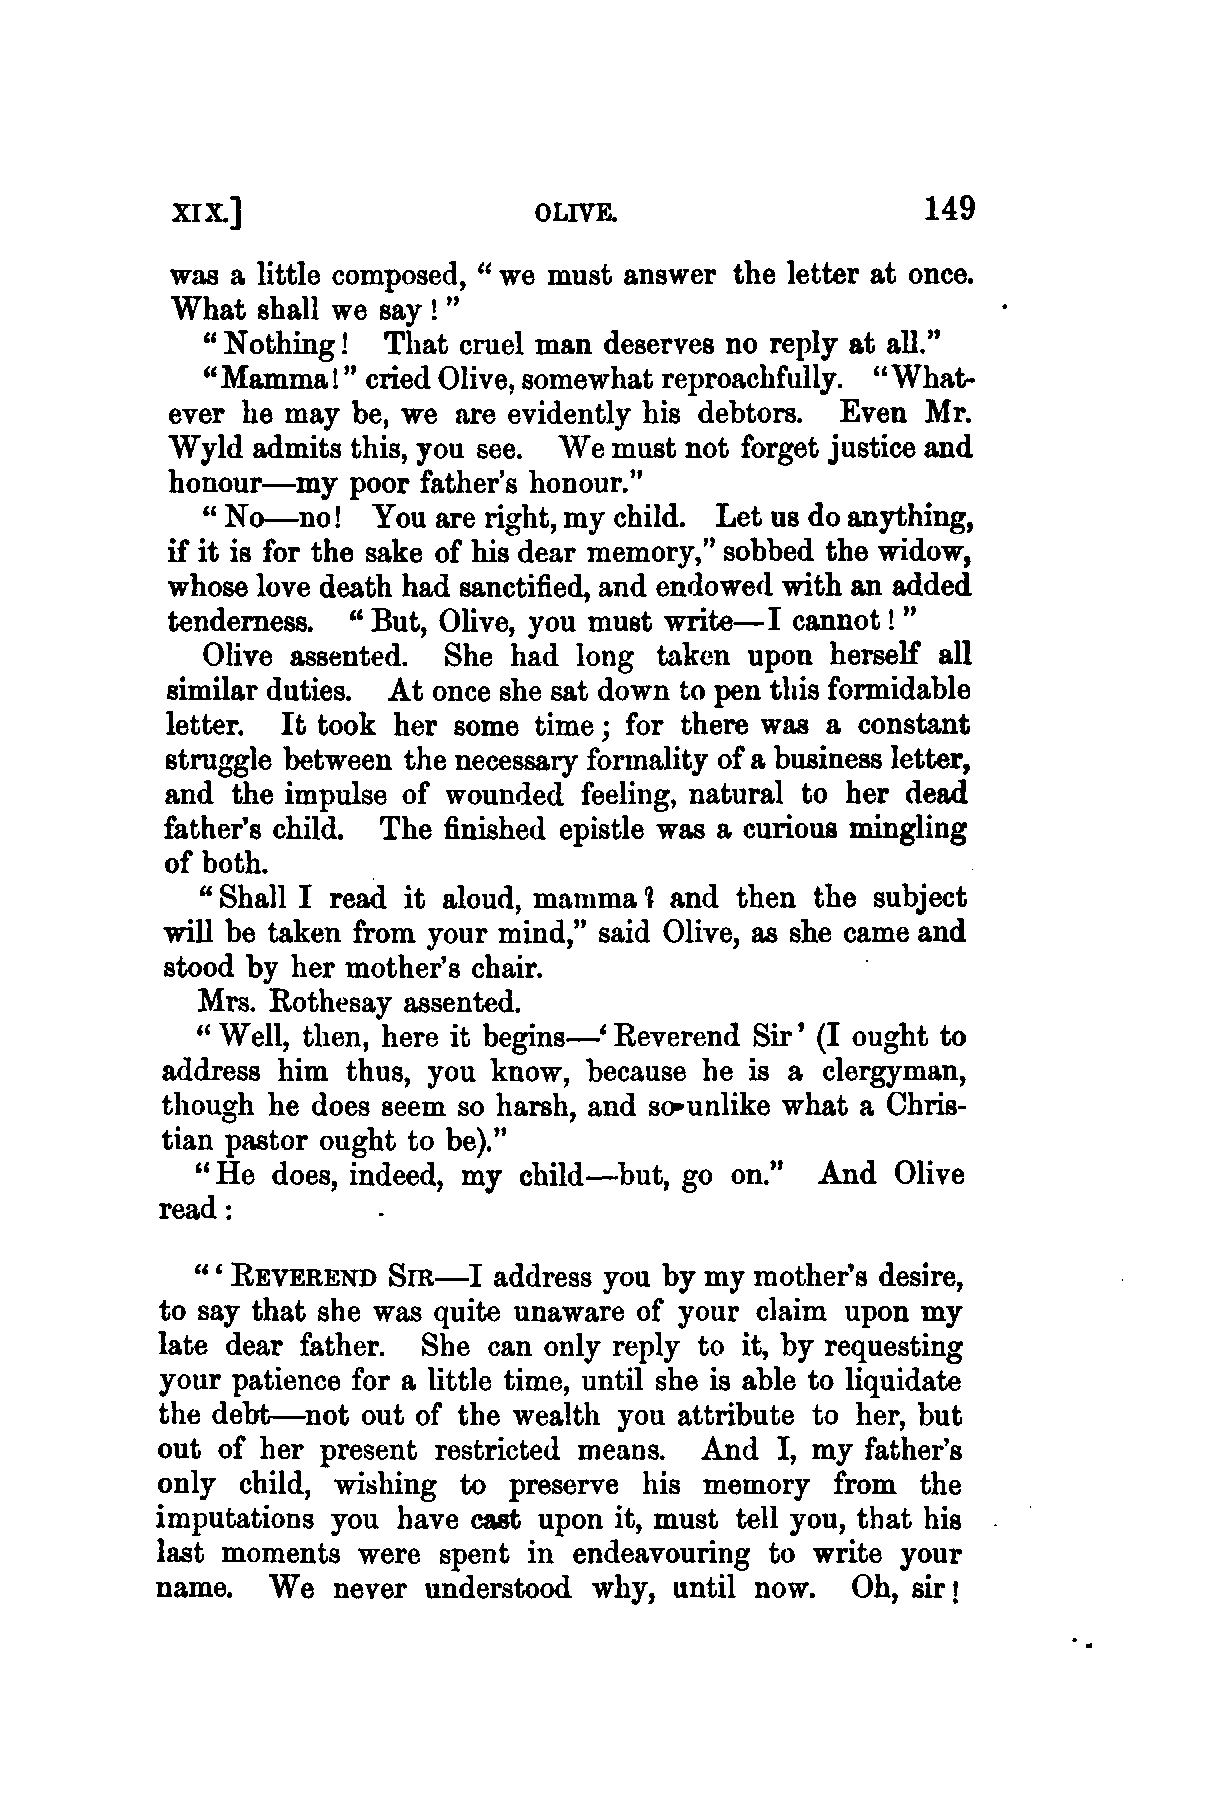 XIX.] OLIVE. 149
was a little composed, “ we must answer the letter at once.
What shall we say ! ”
“ Nothing ! That cruel man deserves no reply at all.”
“Mamma!” cried Olive, somewhat reproachfully. “What-
ever he may be, we are evidently his debtors. Even Mr.
Wyld admits this, you see. We must not forget justice and
honour—my poor father’s honour.”
“ No—no! You are right, my child. Let us do anything,
if it is for the sake of his dear memory,” sobbed the widow,
whose love death had sanctified, and endowed with an added
tenderness. “ But, Olive, you must write—I cannot ! ”
Olive assented. She had long taken upon herself all
similar duties. At once she sat down to pen this formidable
letter. It took her some time ; for there was a constant
struggle between the necessary formality of a business letter,
and the impulse of wounded feeling, natural to her dead
father’s child. The finished epistle was a curious mingling
of both.
“ Shall I read it aloud, mamma ? and then the subject
will be taken from your mind,” said Olive, as she came and
stood by her mother’s chair.
Mrs. Rothesay assented.
“ Well, then, here it begins—‘ Reverend Sir ’ (I ought to
address him thus, you know, because he is a clergyman,
though he does seem so harsh, and so unlike what a Chris-
tian pastor ought to be).”
“ He does, indeed, my child—but, go on.” And Olive
read :
“ ‘ REVEREND SIR—I address you by my mother’s desire,
to say that she was quite unaware of your claim upon my
late dear father. She can only reply to it, by requesting
your patience for a little time, until she is able to liquidate
the debt—not out of the wealth you attribute to her, but
out of her present restricted means. And I, my father’s
only child, wishing to preserve his memory from the
imputations you have cast upon it, must tell you, that his
last moments were spent in endeavouring to write your
name. We never understood why, until now. Oh, sir !